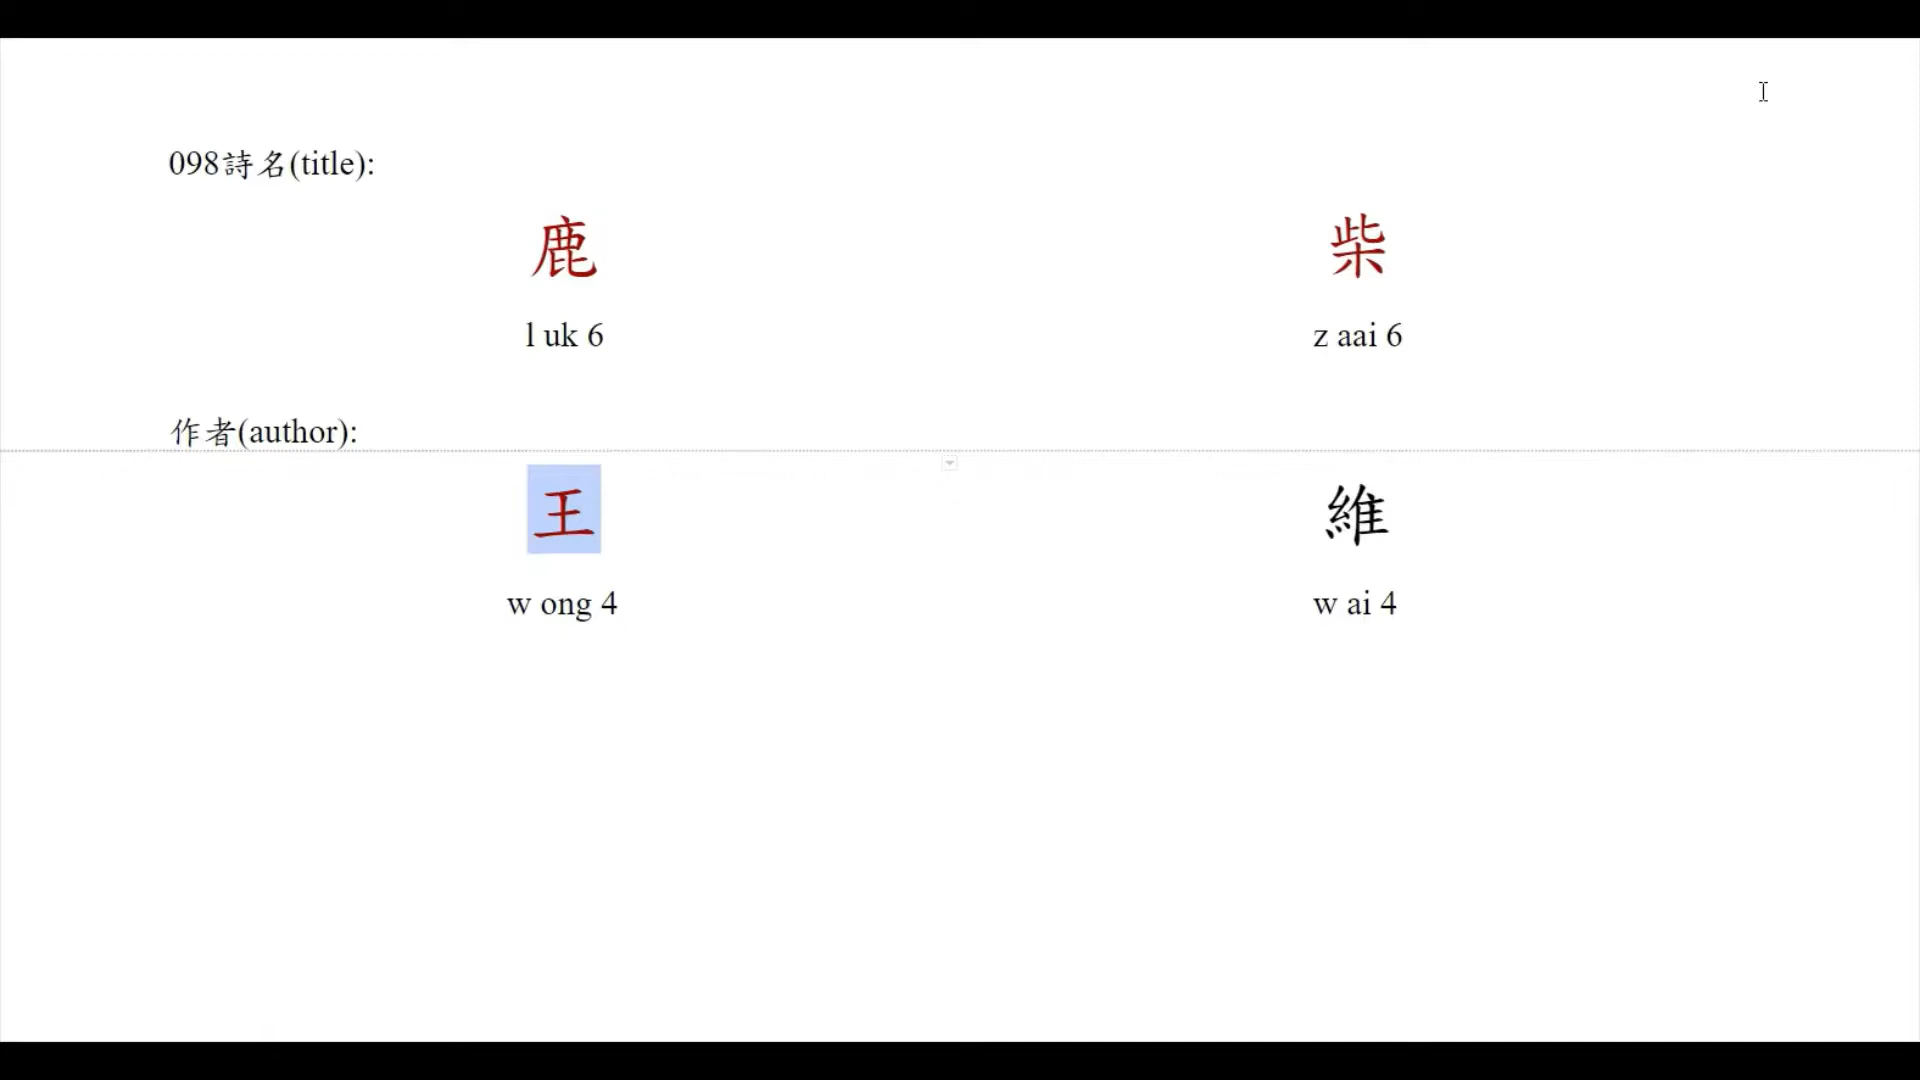 098詩名(title):
鹿 柴
l uk 6 z aai 6
作者(author):
王 維
w ong 4 w ai 4